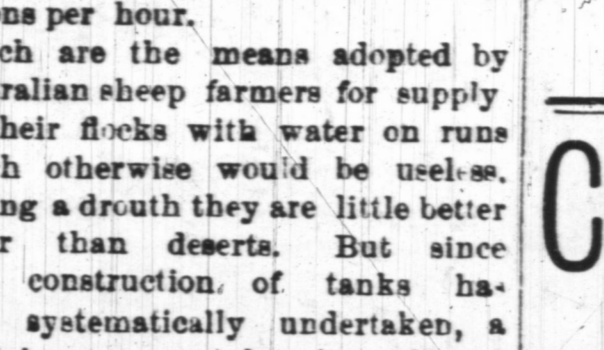 ns per hour.
ch are the means adopted by
ralian sheep farmers for supply
heir flocks with water on runs
h otherwise would be useless.
ng a drouth they are little better
r than deserts. But since
construction of tanks ha-
systematically undertaken, a
C